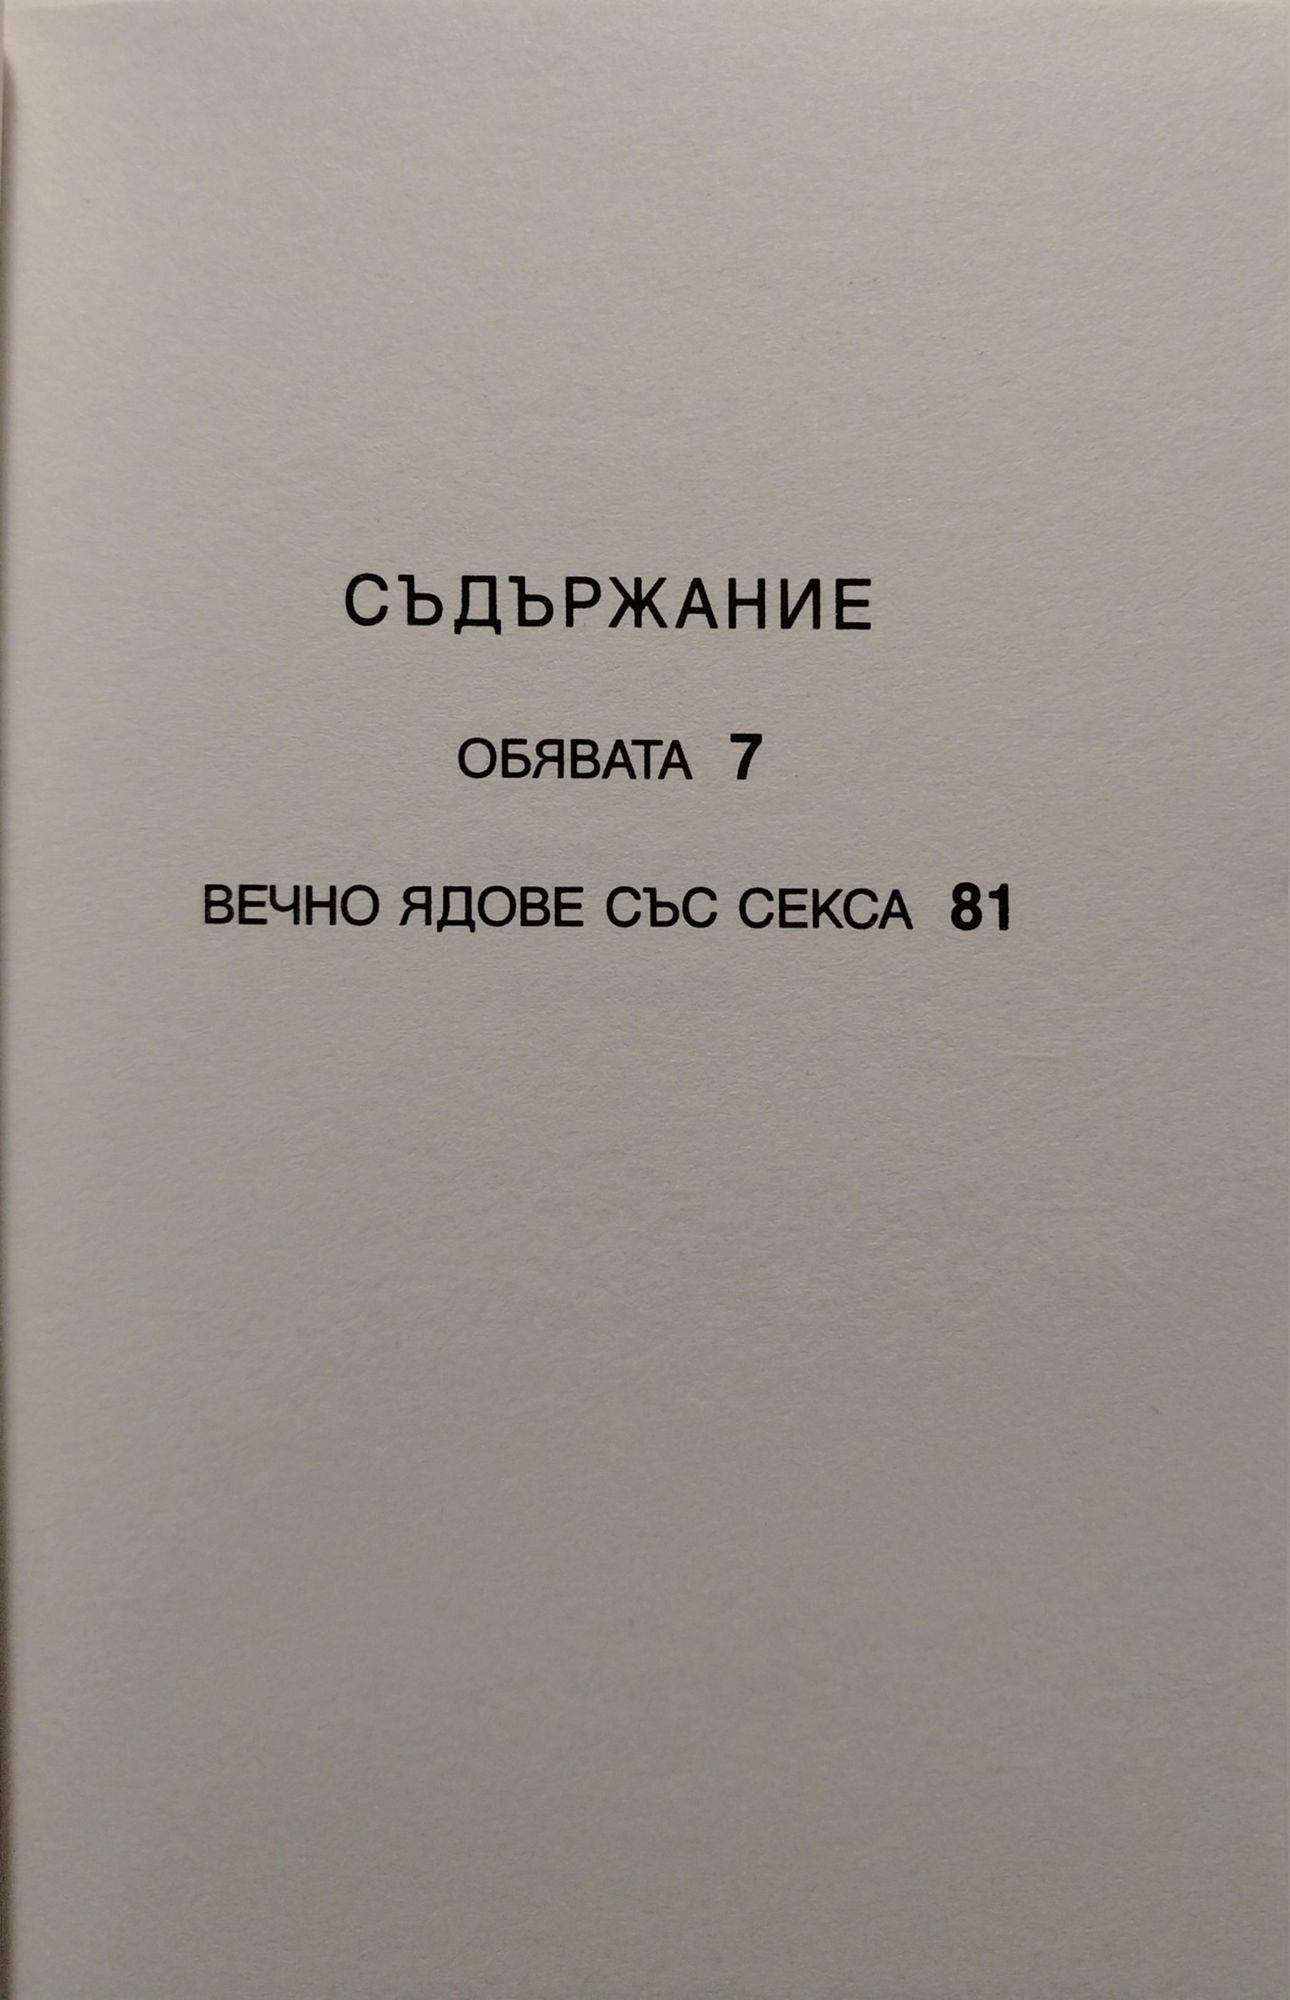 СЪДЪРЖАНИЕ
ОБЯВАТА 7
ВЕЧНО ЯДОВЕ СЪС СЕКСА 81